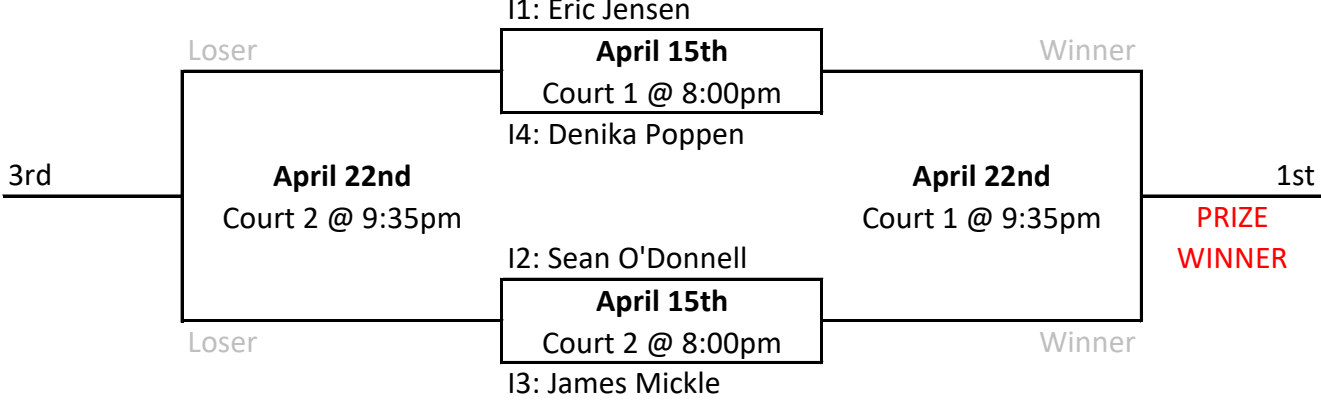 I1: Eric Jensen
Loser
April 15th
Winner
Court 1 @ 8:00pm
I4: Denika Poppen
3rd
April 22nd
April 22nd
1st
Court 2 @ 9:35pm
Court 1 @ 9:35pm
PRIZE
WINNER
I2: Sean O'Donnell
April 15th
Loser
Court 2 @ 8:00pm
Winner
I3: James Mickle